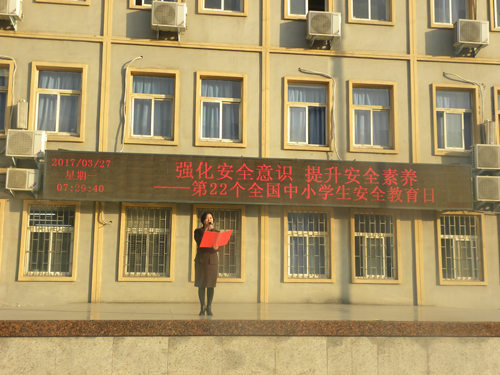 2017/03/27
星期一
07:29:40
强化安全意识 提升安全素养
——第22个全国中小学生安全教育日